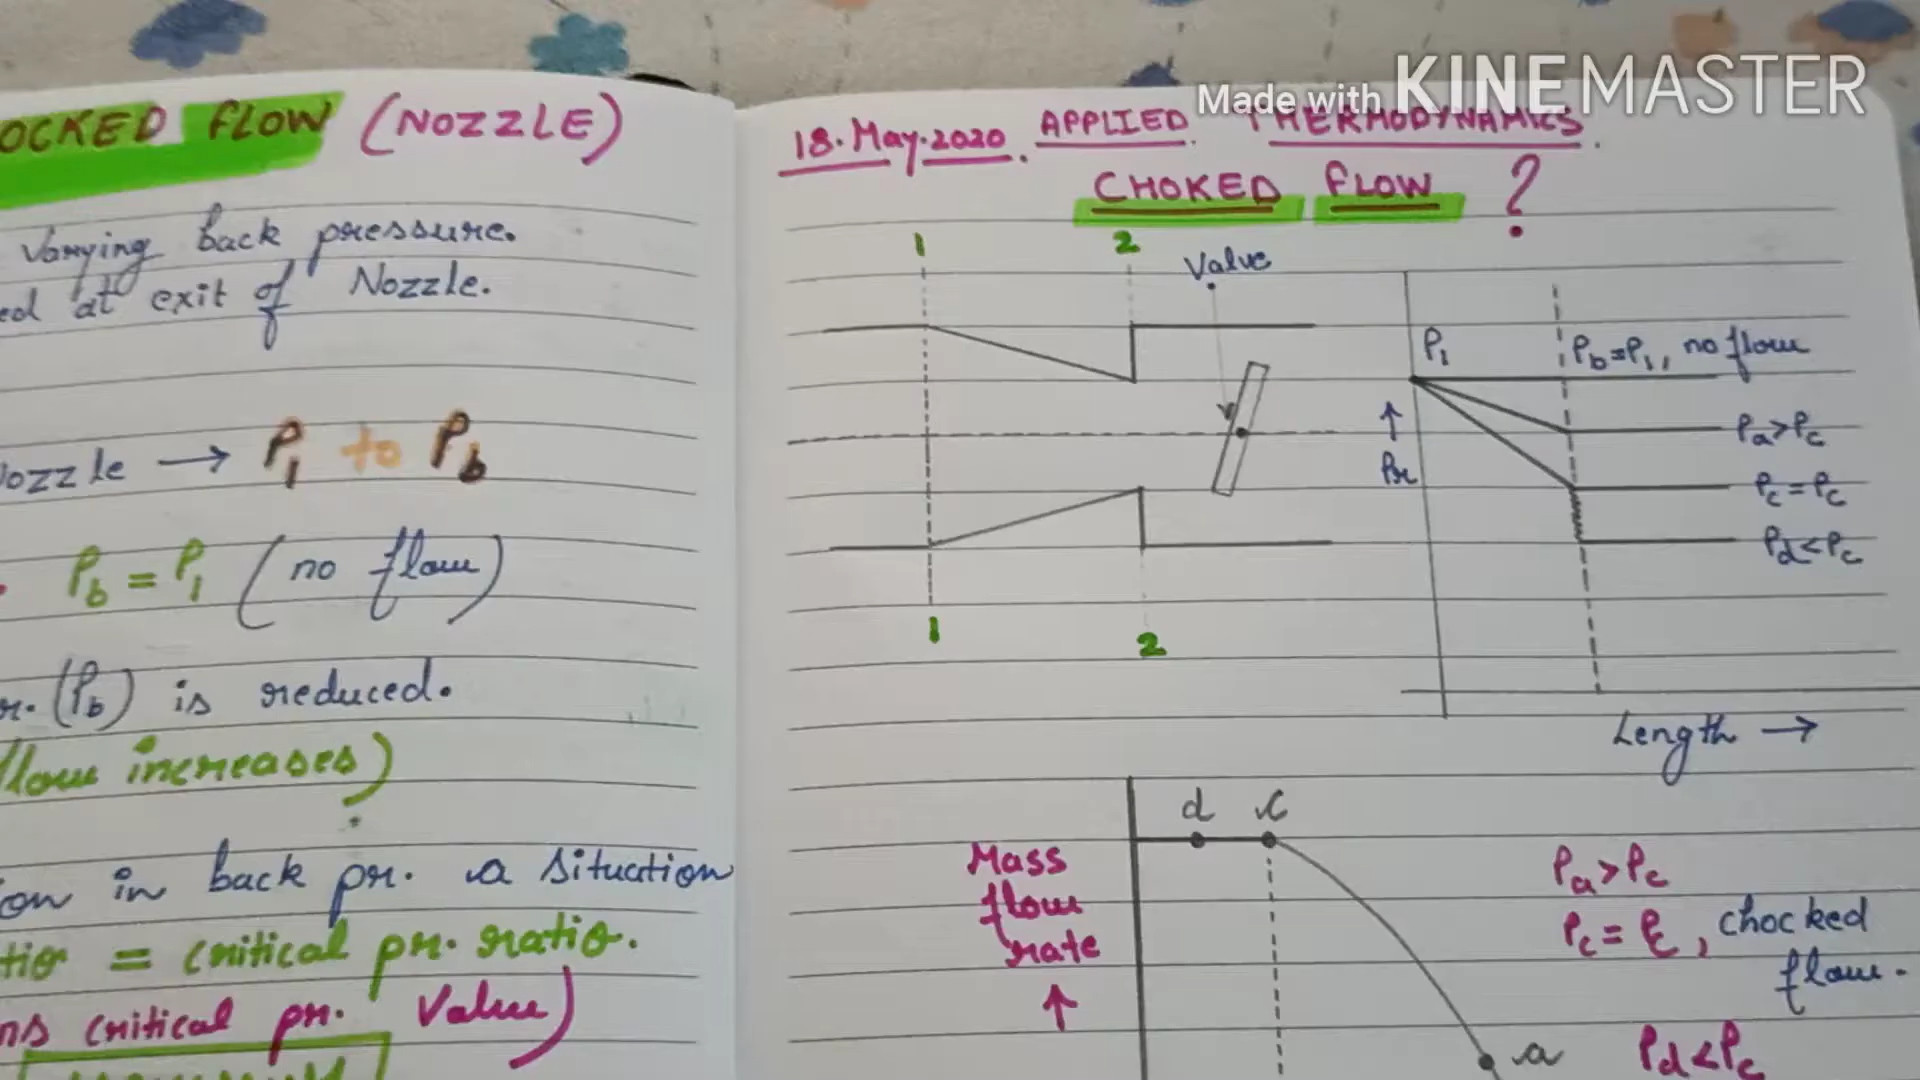 Made with KINEMASTER
OCKED FLOW (NOZZLE)
varying back pressure.
ed at exit of Nozzle.
Nozzle → P1 to Pb
Pb = P1 (no flow)
r. (Pb) is reduced.
flow increases)
ion in back pr. a situation
tio = critical pr. ratio.
ns critical pr. value)
18.May.2020. APPLIED THERMODYNAMICS.
CHOKED FLOW ?
1 2 Valve
1 2
P1 Pb=P1, no flow
↑ Pa>Pc
Pr Pc=Pc
Pd<Pc
Length →
d c
Mass
flow
rate
↑
Pa>Pc
Pc=Pc, chocked
flow.
a Pd<Pc